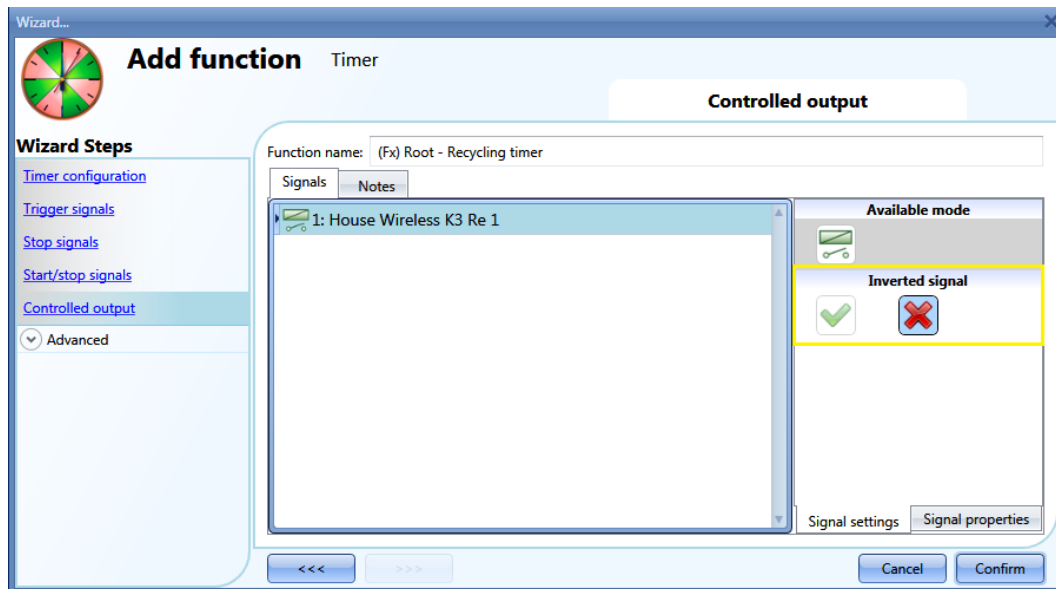 Wizard...
Add function Timer
Controlled output
Wizard Steps
Timer configuration
Trigger signals
Stop signals
Start/stop signals
Controlled output
Advanced
Function name: (Fx) Root - Recycling timer
Signals Notes
1: House Wireless K3 Re 1
Available mode
Inverted signal
Signal settings Signal properties
<<< >>> Cancel Confirm